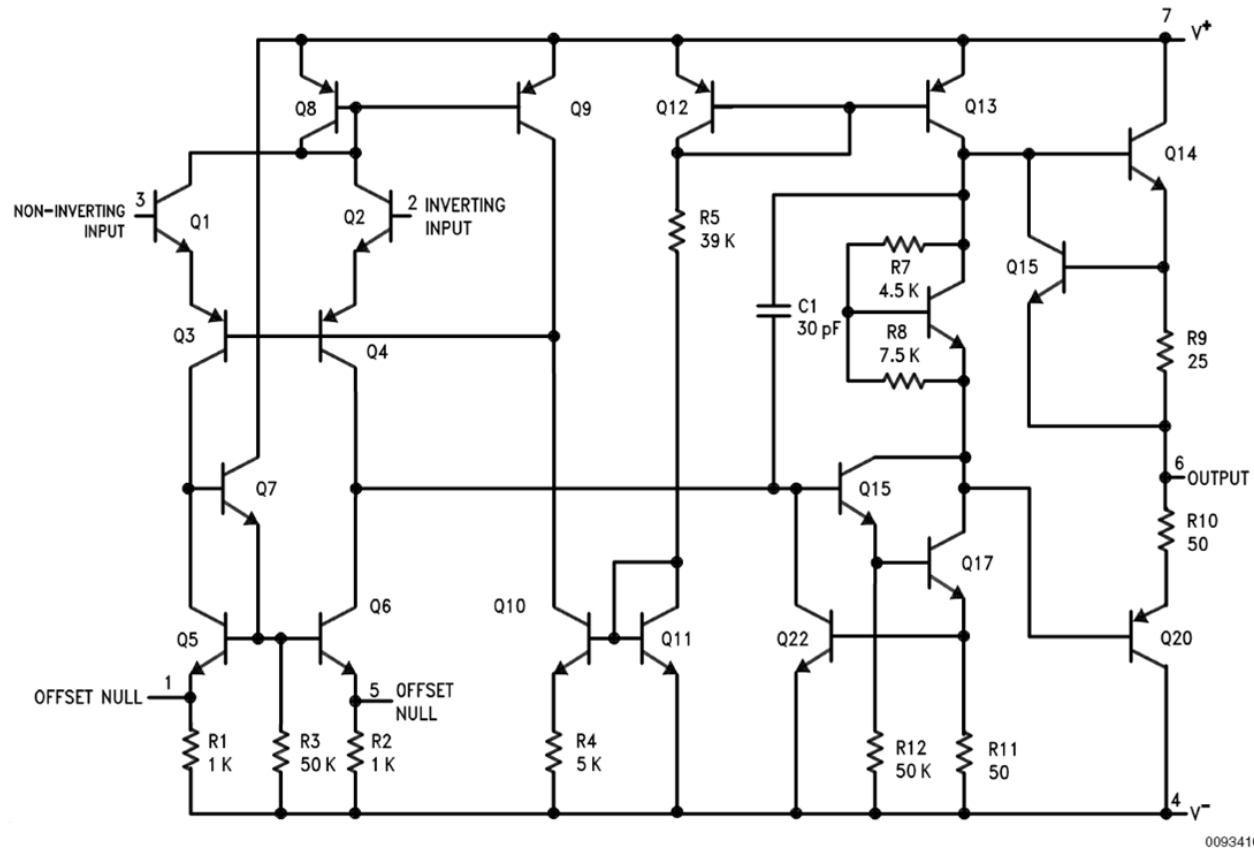 7
V+
Q8
Q9
Q12
Q13
Q14
3
NON-INVERTING
INPUT
Q1
Q2
2 INVERTING
INPUT
R5
39 K
R7
4.5 K
Q15
C1
30 pF
R8
7.5 K
R9
25
Q3
Q4
6
OUTPUT
Q7
Q15
R10
50
Q17
Q5
Q6
Q10
Q11
Q22
Q20
1
OFFSET NULL
5 OFFSET
NULL
R1
1 K
R3
50 K
R2
1 K
R4
5 K
R12
50 K
R11
50
4
V-